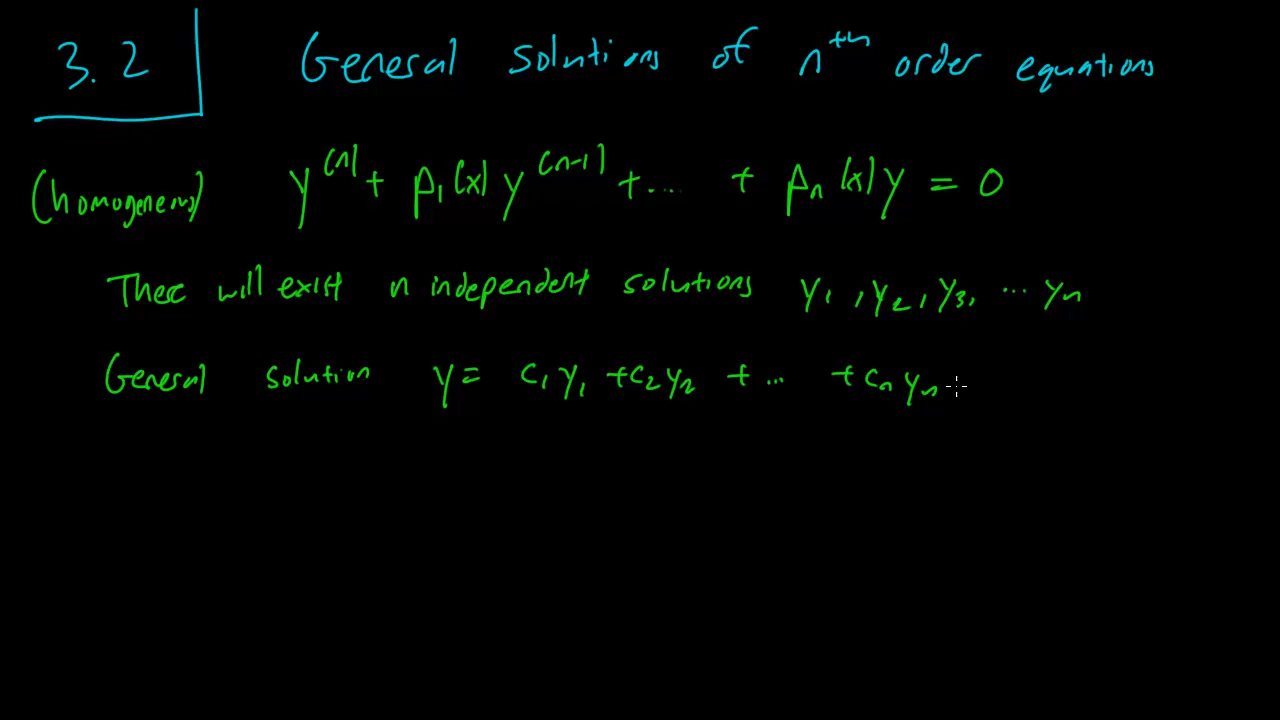 3.2 General solutions of n^th order equations
(homogeneous) y^(n) + p₁(x) y^(n-1) + .... + pₙ(x) y = 0
There will exist n independent solutions y₁, y₂, y₃, ... yₙ
General solution y = c₁y₁ + c₂y₂ + ... + cₙyₙ